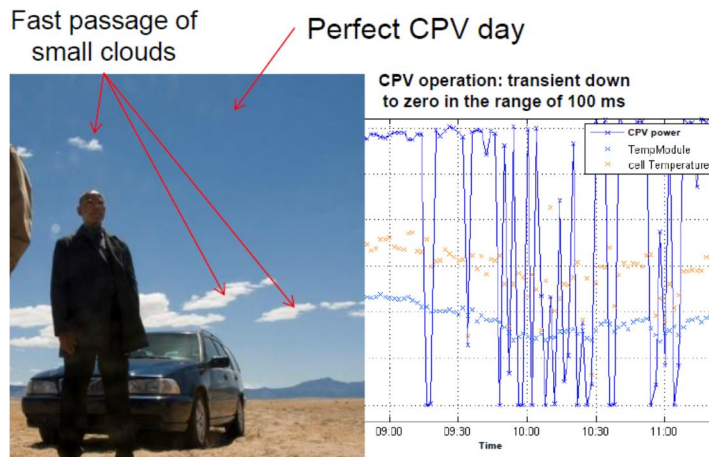 Fast passage of
small clouds
Perfect CPV day
CPV operation: transient down
to zero in the range of 100 ms
CPV power
TempModule
cell Temperature
09:00 09:30 10:00 10:30 11:00
Time